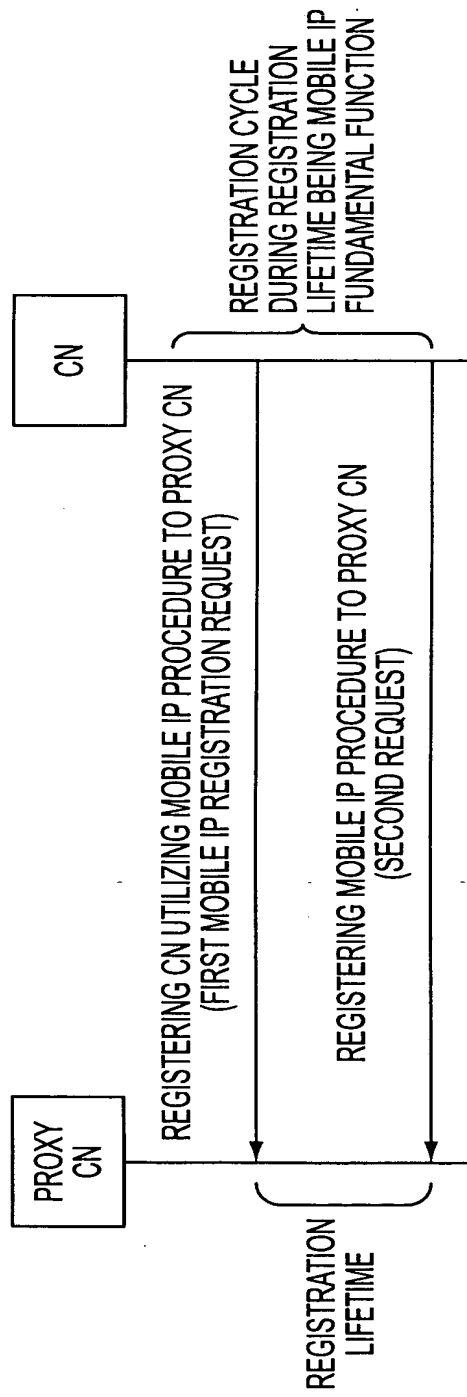 PROXY
CN
CN
REGISTERING CN UTILIZING MOBILE IP PROCEDURE TO PROXY CN
(FIRST MOBILE IP REGISTRATION REQUEST)
REGISTERING MOBILE IP PROCEDURE TO PROXY CN
(SECOND REQUEST)
REGISTRATION
LIFETIME
REGISTRATION CYCLE
DURING REGISTRATION
LIFETIME BEING MOBILE IP
FUNDAMENTAL FUNCTION